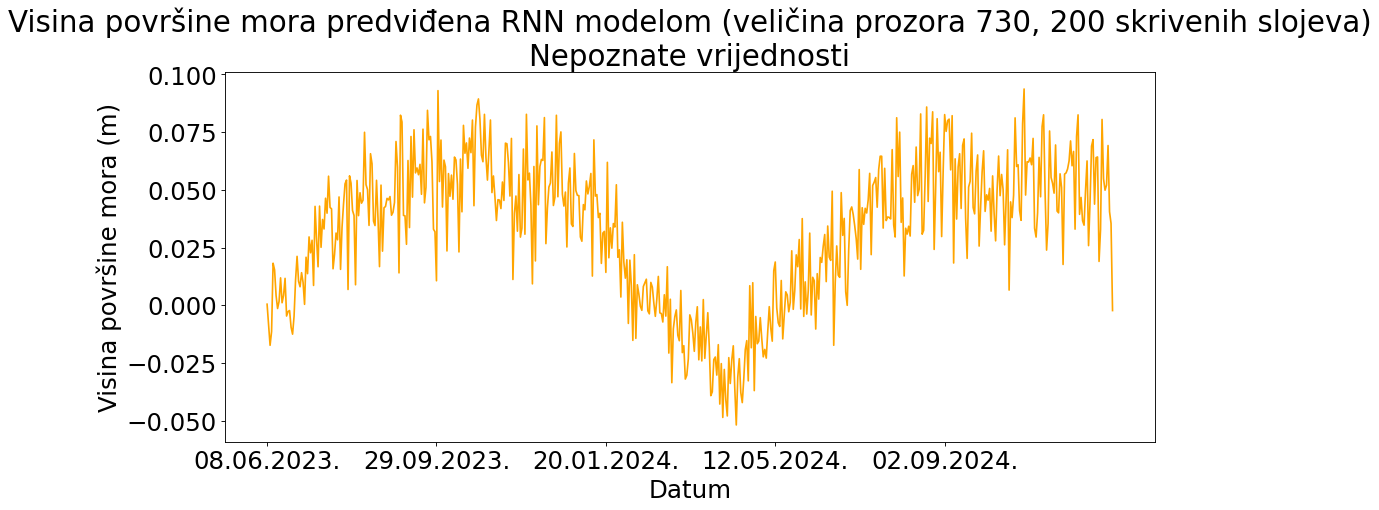 Visina površine mora predviđena RNN modelom (veličina prozora 730, 200 skrivenih slojeva)
Nepoznate vrijednosti
Visina površine mora (m)
0.100
0.075
0.050
0.025
0.000
−0.025
−0.050
08.06.2023. 29.09.2023. 20.01.2024. 12.05.2024. 02.09.2024.
Datum